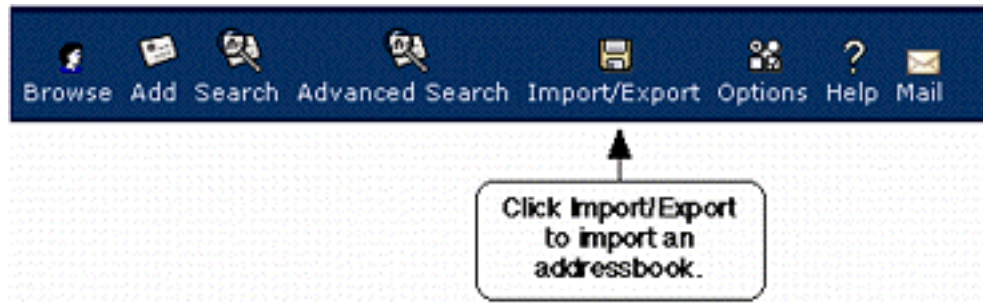 Browse Add Search Advanced Search Import/Export Options Help Mail
Click Import/Export
to import an
addressbook.